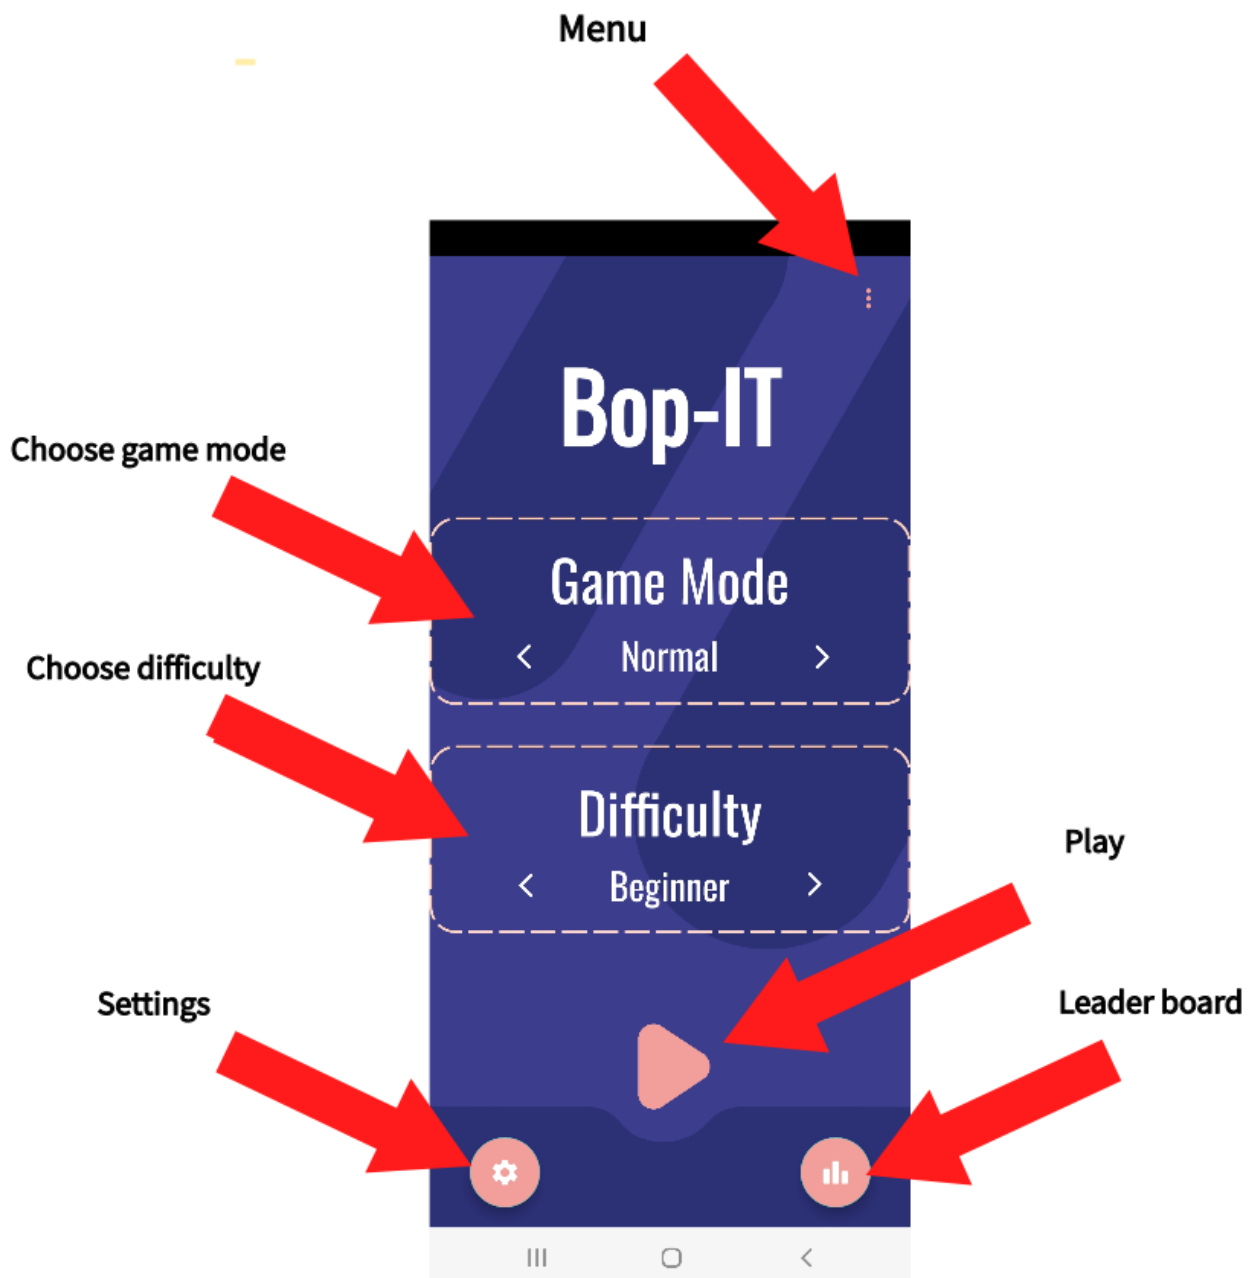 Menu
Bop-IT
Choose game mode
Game Mode
Normal
Choose difficulty
Difficulty
Beginner
Play
Settings
Leader board